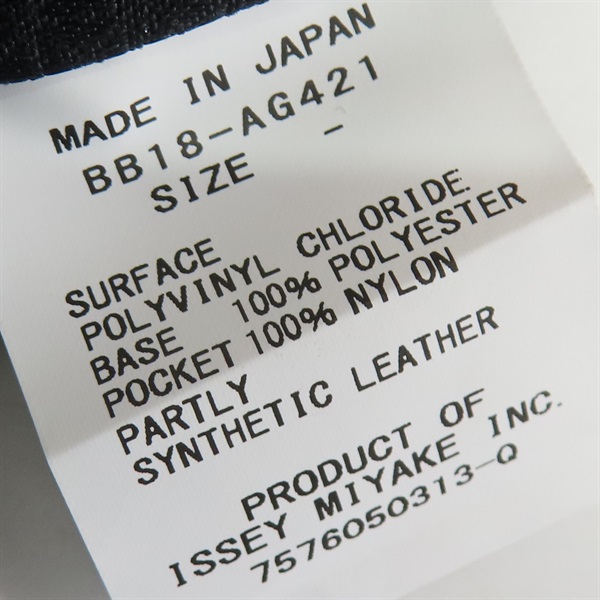 MADE IN JAPAN
BB18-AG421
SIZE -
SURFACE
POLYVINYL CHLORIDE
BASE 100% POLYESTER
POCKET 100% NYLON
PARTLY
SYNTHETIC LEATHER
PRODUCT OF
ISSEY MIYAKE INC.
7576050313-Q